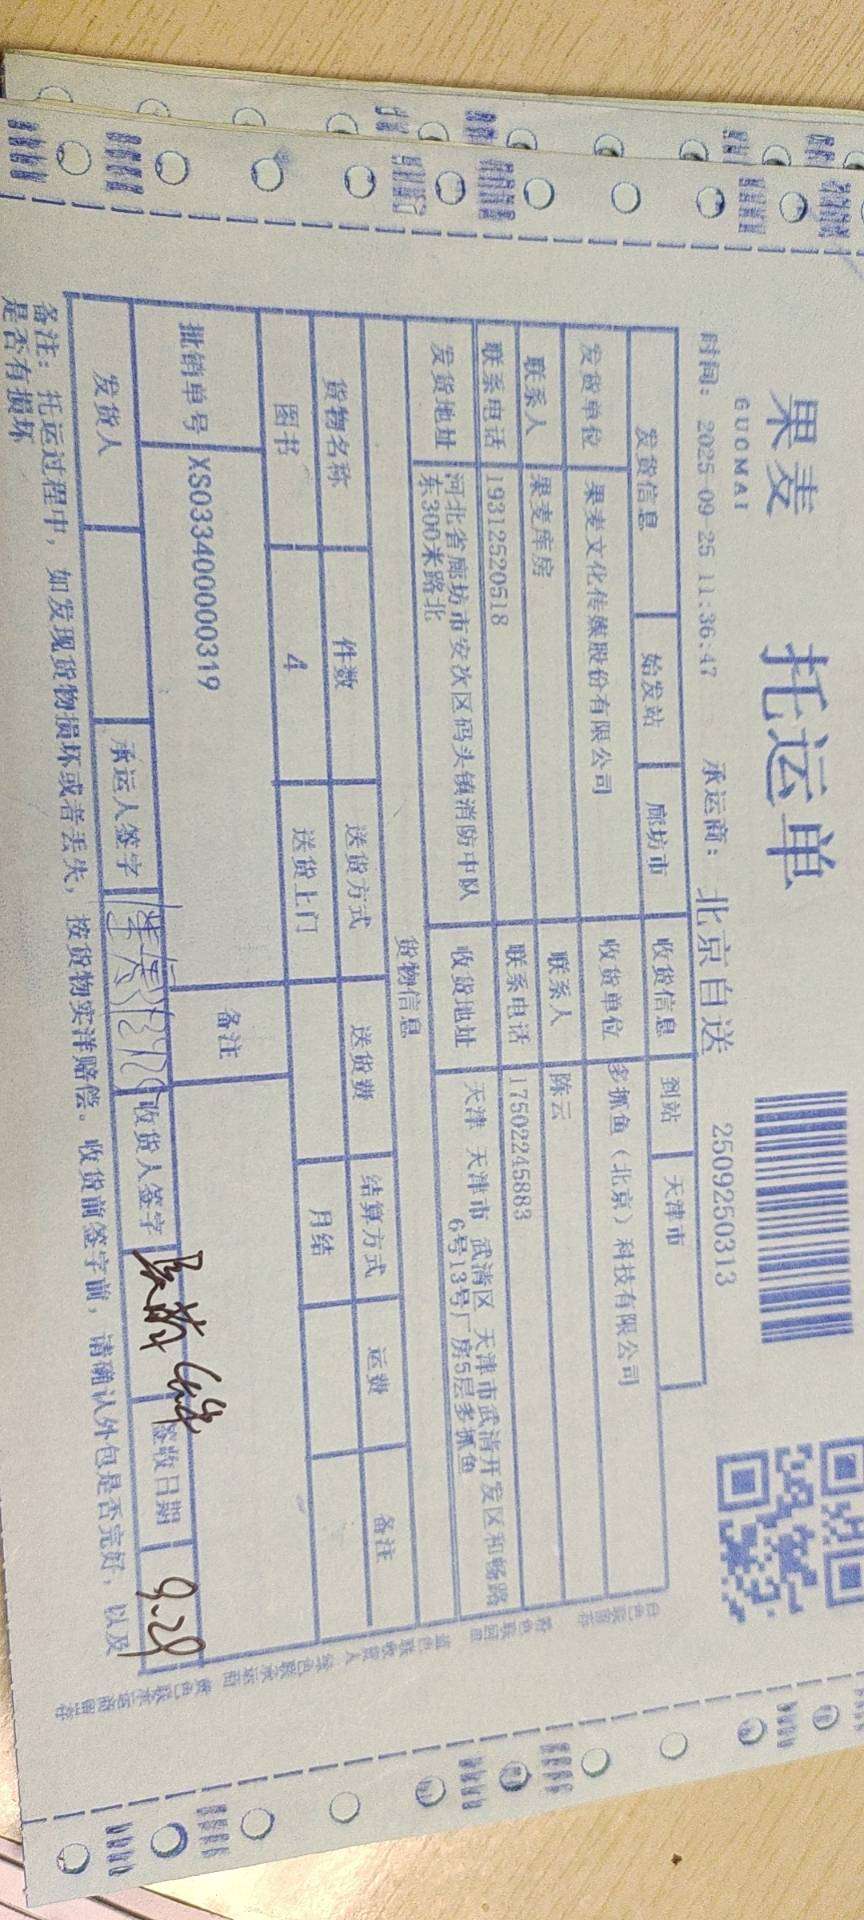 果麦
GUOMAI
托运单
时间: 2025-09-25 11:36:47 承运商: 北京自送 2509250313
发货信息 始发站 廊坊市 收货信息 到站 天津市
发货单位 果麦文化传媒股份有限公司 收货单位 多抓鱼（北京）科技有限公司
联系人 果麦库房 联系人 陈云
联系电话 19312520518 联系电话 17502245883
发货地址 河北省廊坊市安次区码头镇消防中队 收货地址 天津 天津市 武清区 天津市武清开发区和畅路
东300米路北 6号13号厂房5层多抓鱼
货物信息
货物名称 件数 送货方式 送货费 结算方式 运费 备注
图书 4 送货上门 月结
批销单号 XS033400000319 备注
发货人 承运人签字 收货人签字 签收日期 9.29
备注: 托运过程中, 如发现货物损坏或者丢失, 按货物实洋赔偿。收货前签字前, 请确认外包是否完好, 以及
是否有损坏